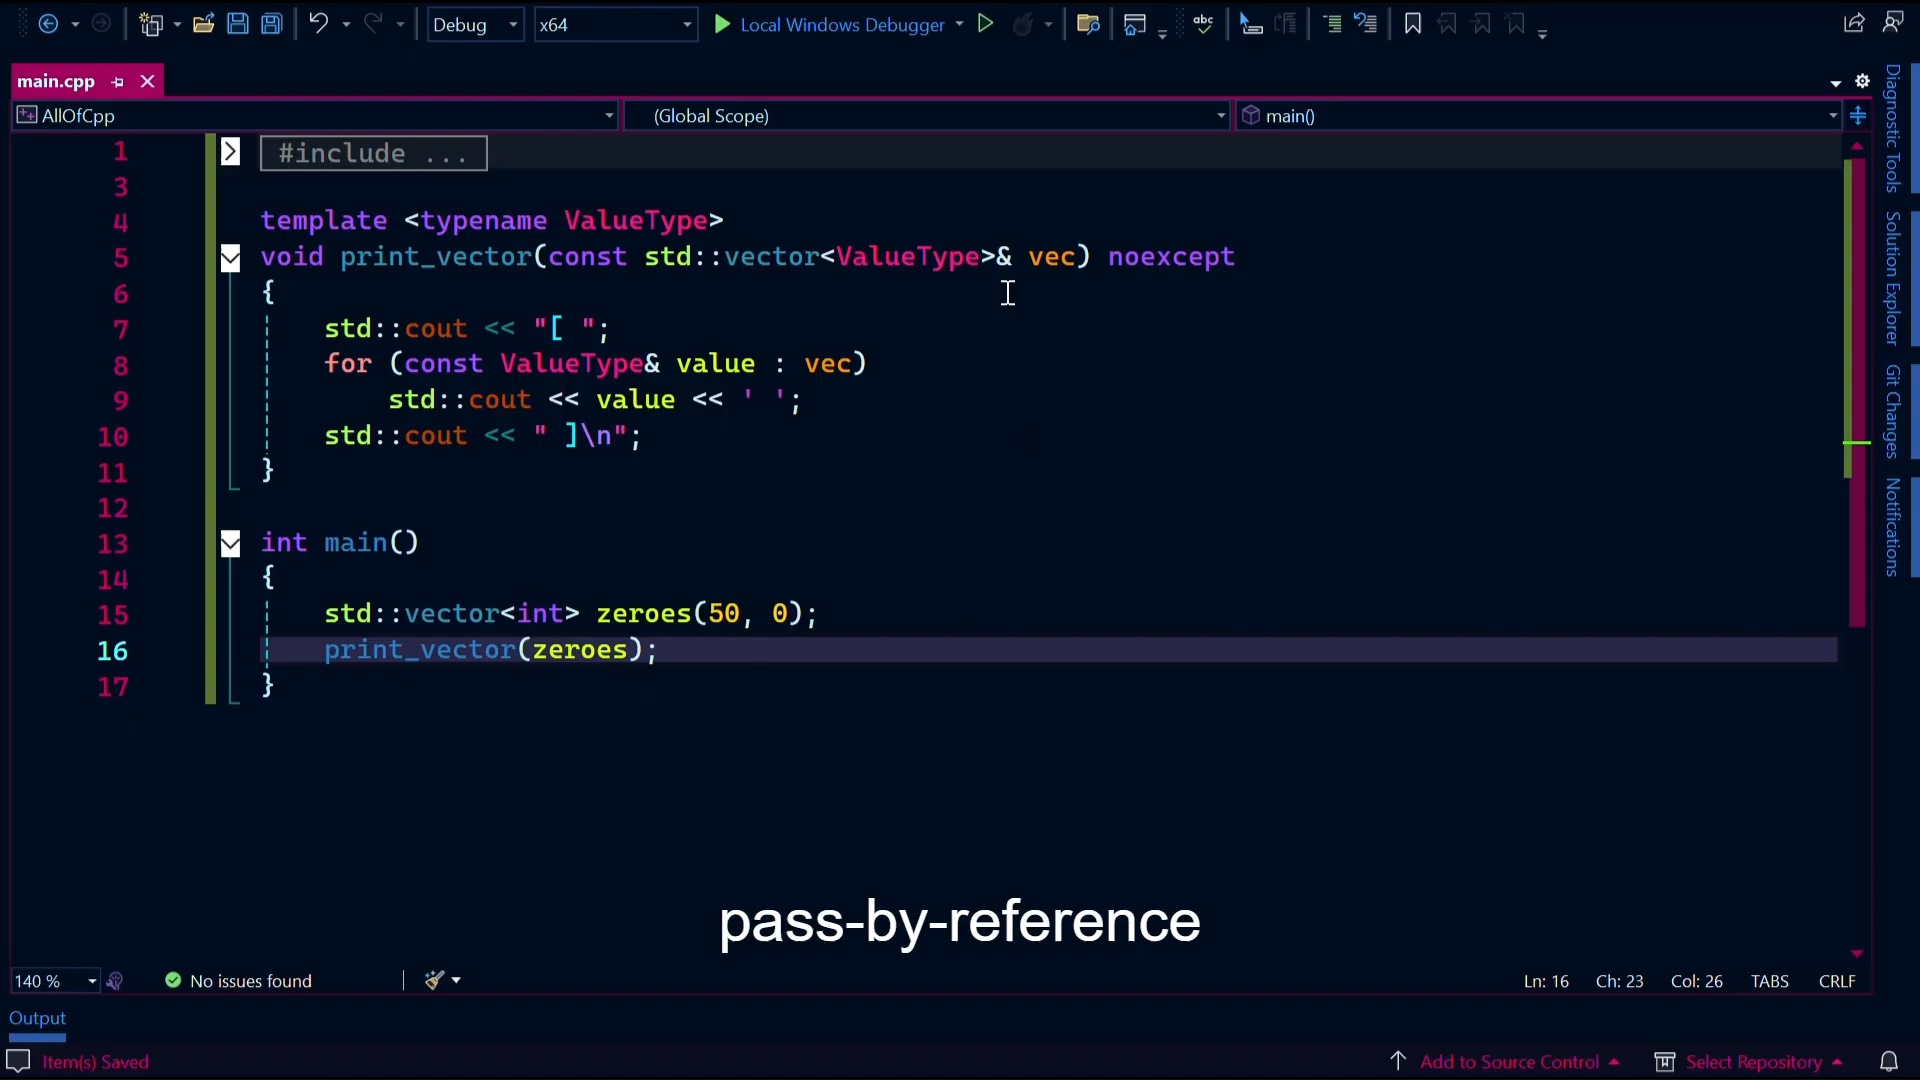 Debug x64 Local Windows Debugger abc
main.cpp
AllOfCpp (Global Scope) main()
1 #include ...
3
4 template <typename ValueType>
5 void print_vector(const std::vector<ValueType>& vec) noexcept
6 {
7 std::cout << "[ ";
8 for (const ValueType& value : vec)
9 std::cout << value << ' ';
10 std::cout << " ]\n";
11 }
12
13 int main()
14 {
15 std::vector<int> zeroes(50, 0);
16 print_vector(zeroes);
17 }
Diagnostic Tools
Solution Explorer
Git Changes
Notifications
pass-by-reference
140 % No issues found Ln: 16 Ch: 23 Col: 26 TABS CRLF
Output
Item(s) Saved Add to Source Control Select Repository